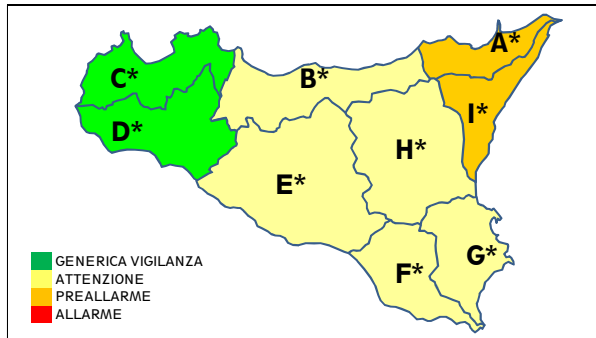 A*
C*
B*
I*
D*
H*
E*
G*
F*
GENERICA VIGILANZA
ATTENZIONE
PREALLARME
ALLARME